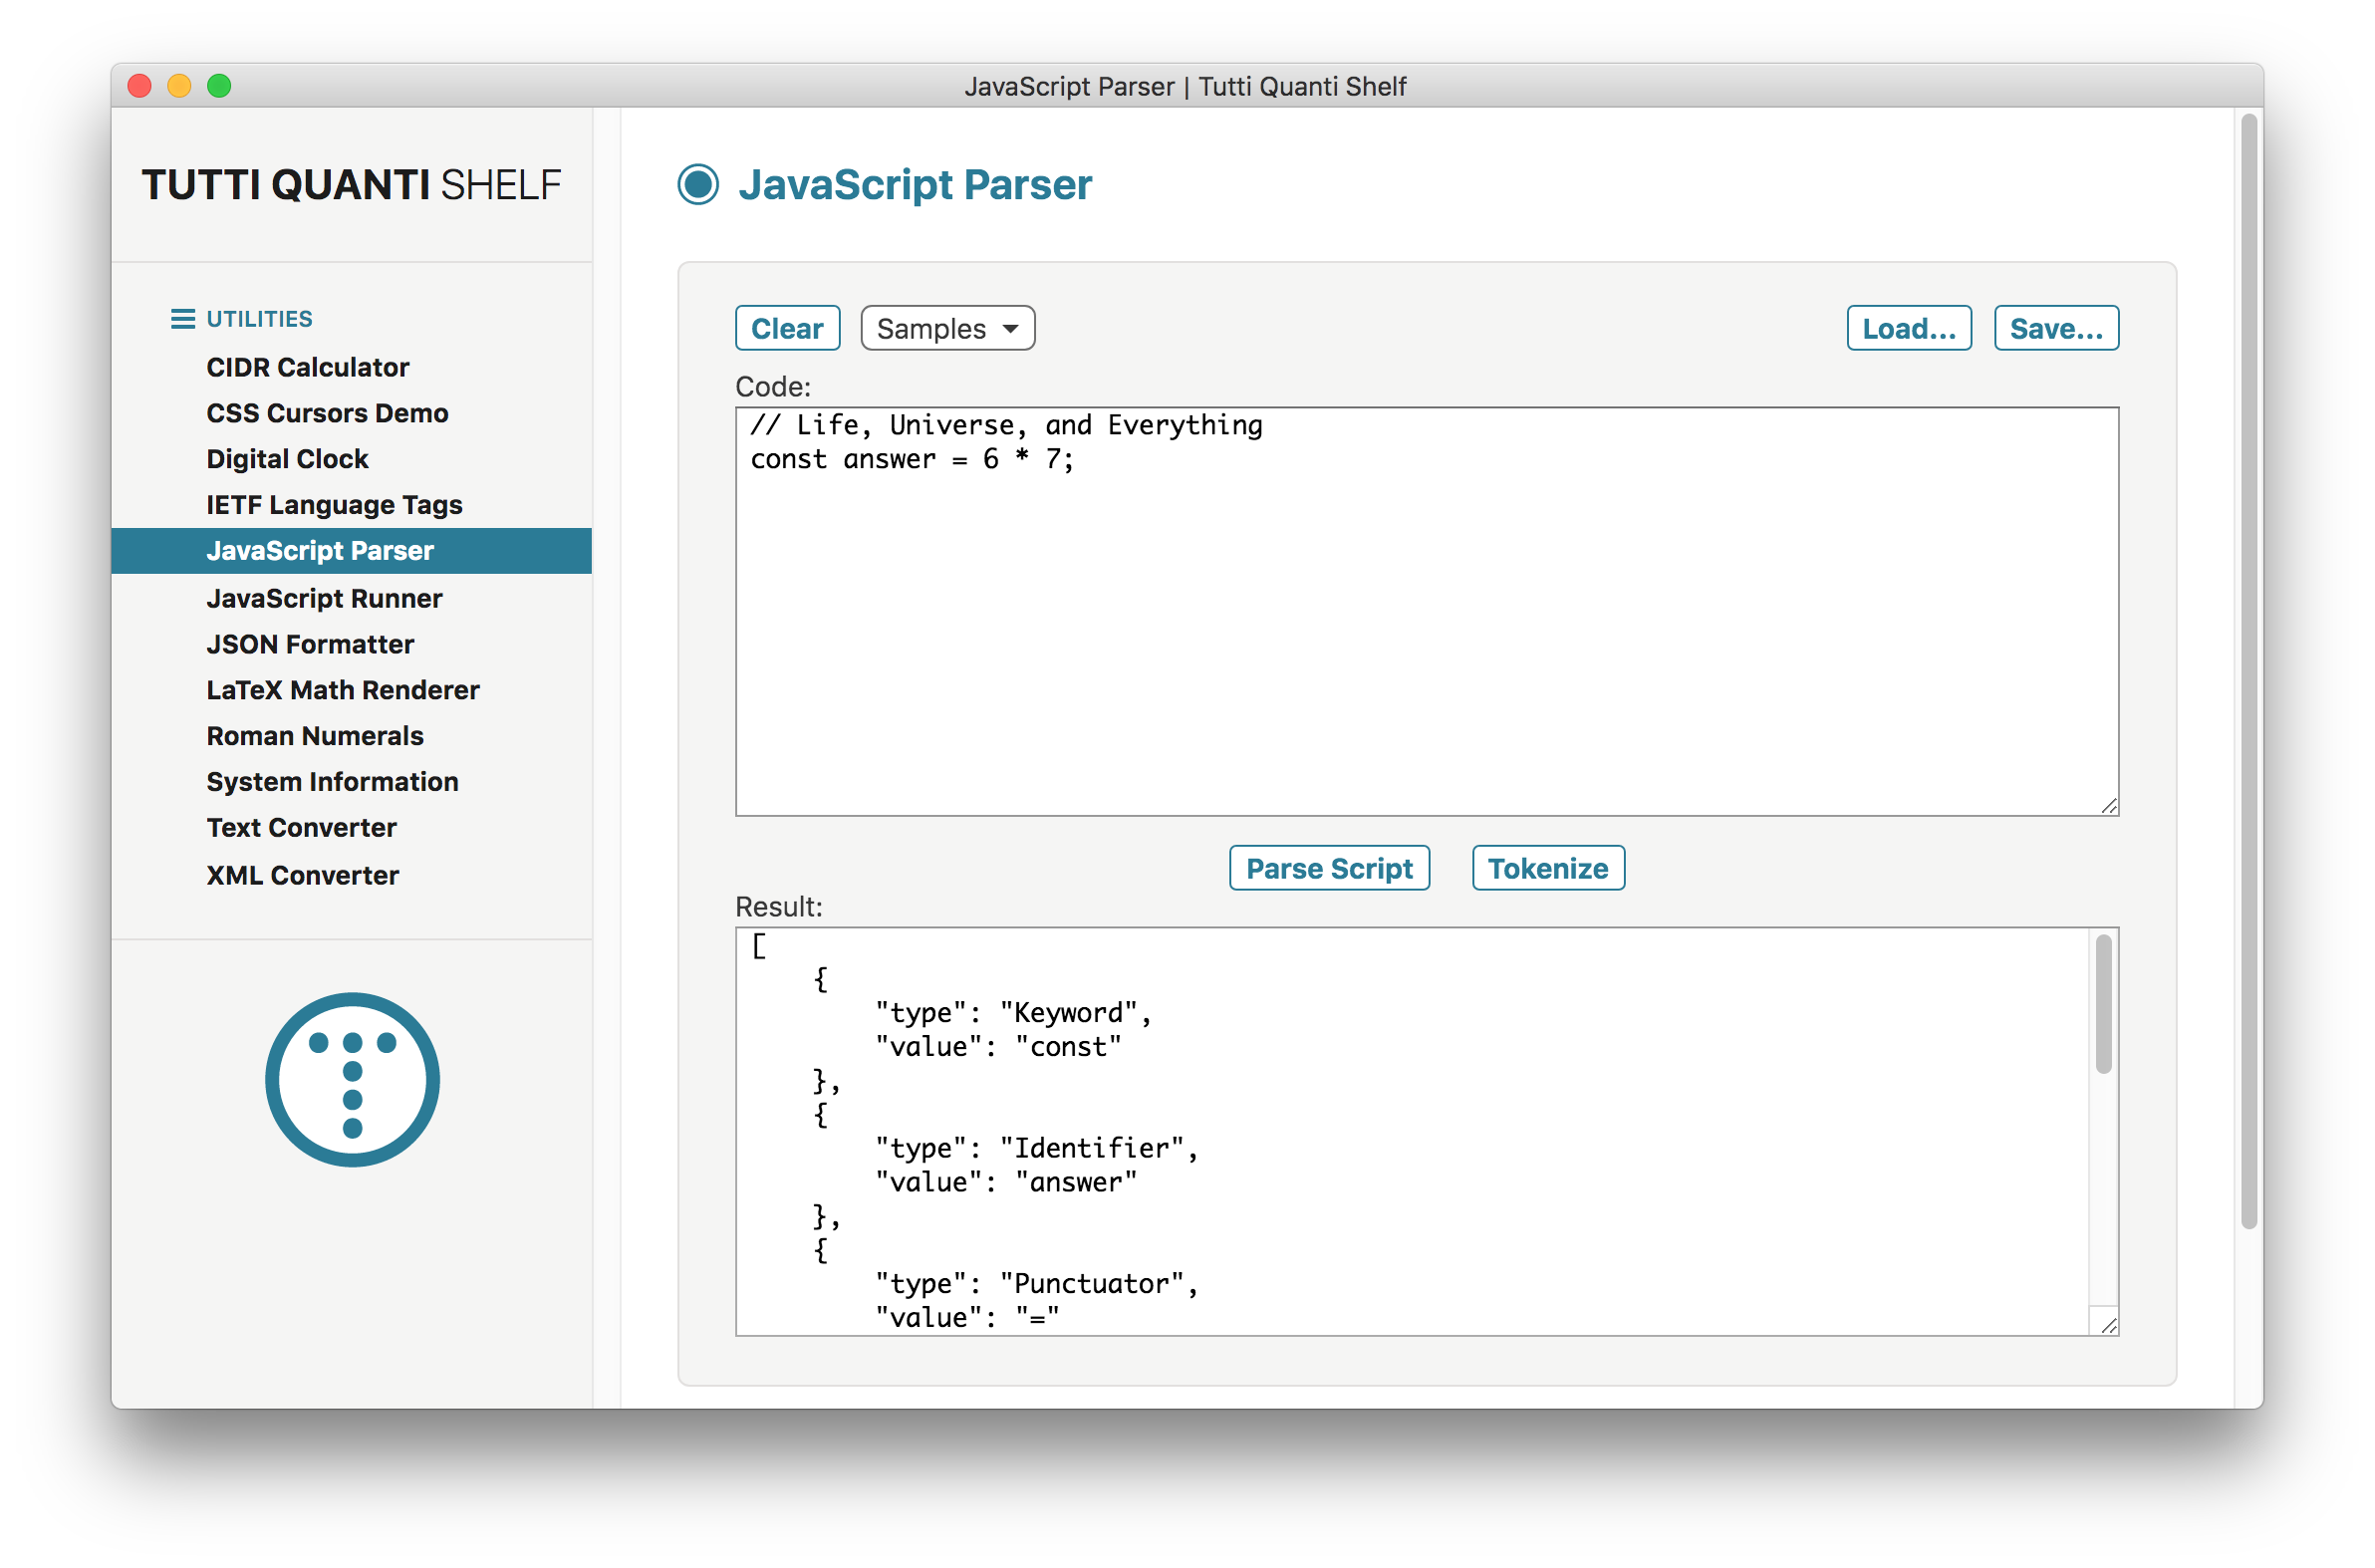 JavaScript Parser | Tutti Quanti Shelf
TUTTI QUANTI SHELF
UTILITIES
CIDR Calculator
CSS Cursors Demo
Digital Clock
IETF Language Tags
JavaScript Parser
JavaScript Runner
JSON Formatter
LaTeX Math Renderer
Roman Numerals
System Information
Text Converter
XML Converter
JavaScript Parser
Clear Samples Load... Save...
Code:
// Life, Universe, and Everything
const answer = 6 * 7;
Parse Script Tokenize
Result:
[
    {
        "type": "Keyword",
        "value": "const"
    },
    {
        "type": "Identifier",
        "value": "answer"
    },
    {
        "type": "Punctuator",
        "value": "="